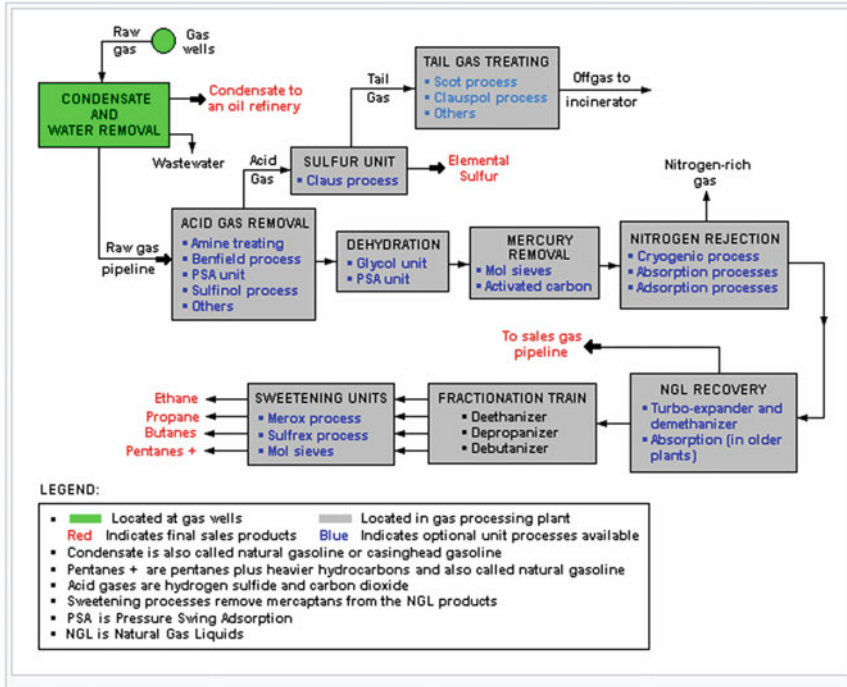 Raw gas
Gas wells
CONDENSATE
AND
WATER REMOVAL
Condensate to
an oil refinery
Wastewater
Raw gas
pipeline
Acid
Gas
SULFUR UNIT
▪ Claus process
Elemental
Sulfur
Tail
Gas
TAIL GAS TREATING
▪ Scot process
▪ Clauspol process
▪ Others
Offgas to
incinerator
ACID GAS REMOVAL
▪ Amine treating
▪ Benfield process
▪ PSA unit
▪ Sulfinol process
▪ Others
DEHYDRATION
▪ Glycol unit
▪ PSA unit
MERCURY
REMOVAL
▪ Mol sieves
▪ Activated carbon
Nitrogen-rich
gas
NITROGEN REJECTION
▪ Cryogenic process
▪ Absorption processes
▪ Adsorption processes
To sales gas
pipeline
NGL RECOVERY
▪ Turbo-expander and
demethanizer
▪ Absorption (in older
plants)
FRACTIONATION TRAIN
▪ Deethanizer
▪ Depropanizer
▪ Debutanizer
SWEETENING UNITS
▪ Merox process
▪ Sulfrex process
▪ Mol sieves
Ethane
Propane
Butanes
Pentanes +
LEGEND:
▪ Located at gas wells Located in gas processing plant
Red Indicates final sales products Blue Indicates optional unit processes available
▪ Condensate is also called natural gasoline or casinghead gasoline
▪ Pentanes + are pentanes plus heavier hydrocarbons and also called natural gasoline
▪ Acid gases are hydrogen sulfide and carbon dioxide
▪ Sweetening processes remove mercaptans from the NGL products
▪ PSA is Pressure Swing Adsorption
▪ NGL is Natural Gas Liquids